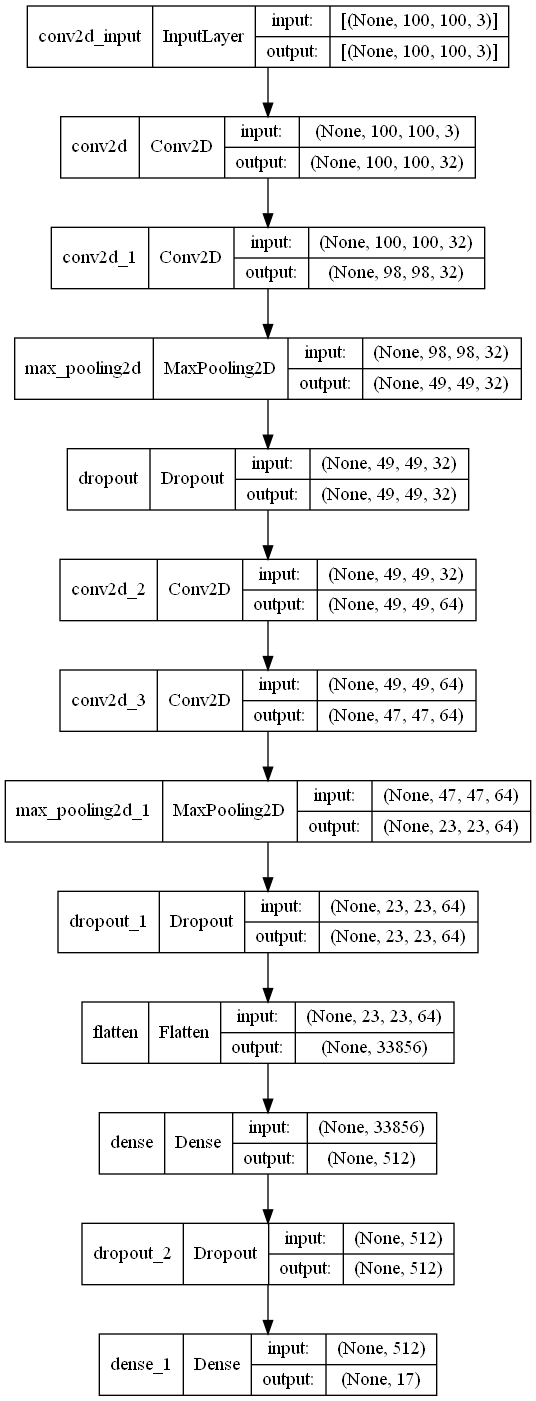 conv2d_input InputLayer input: [(None, 100, 100, 3)]
output: [(None, 100, 100, 3)]
conv2d Conv2D input: (None, 100, 100, 3)
output: (None, 100, 100, 32)
conv2d_1 Conv2D input: (None, 100, 100, 32)
output: (None, 98, 98, 32)
max_pooling2d MaxPooling2D input: (None, 98, 98, 32)
output: (None, 49, 49, 32)
dropout Dropout input: (None, 49, 49, 32)
output: (None, 49, 49, 32)
conv2d_2 Conv2D input: (None, 49, 49, 32)
output: (None, 49, 49, 64)
conv2d_3 Conv2D input: (None, 49, 49, 64)
output: (None, 47, 47, 64)
max_pooling2d_1 MaxPooling2D input: (None, 47, 47, 64)
output: (None, 23, 23, 64)
dropout_1 Dropout input: (None, 23, 23, 64)
output: (None, 23, 23, 64)
flatten Flatten input: (None, 23, 23, 64)
output: (None, 33856)
dense Dense input: (None, 33856)
output: (None, 512)
dropout_2 Dropout input: (None, 512)
output: (None, 512)
dense_1 Dense input: (None, 512)
output: (None, 17)